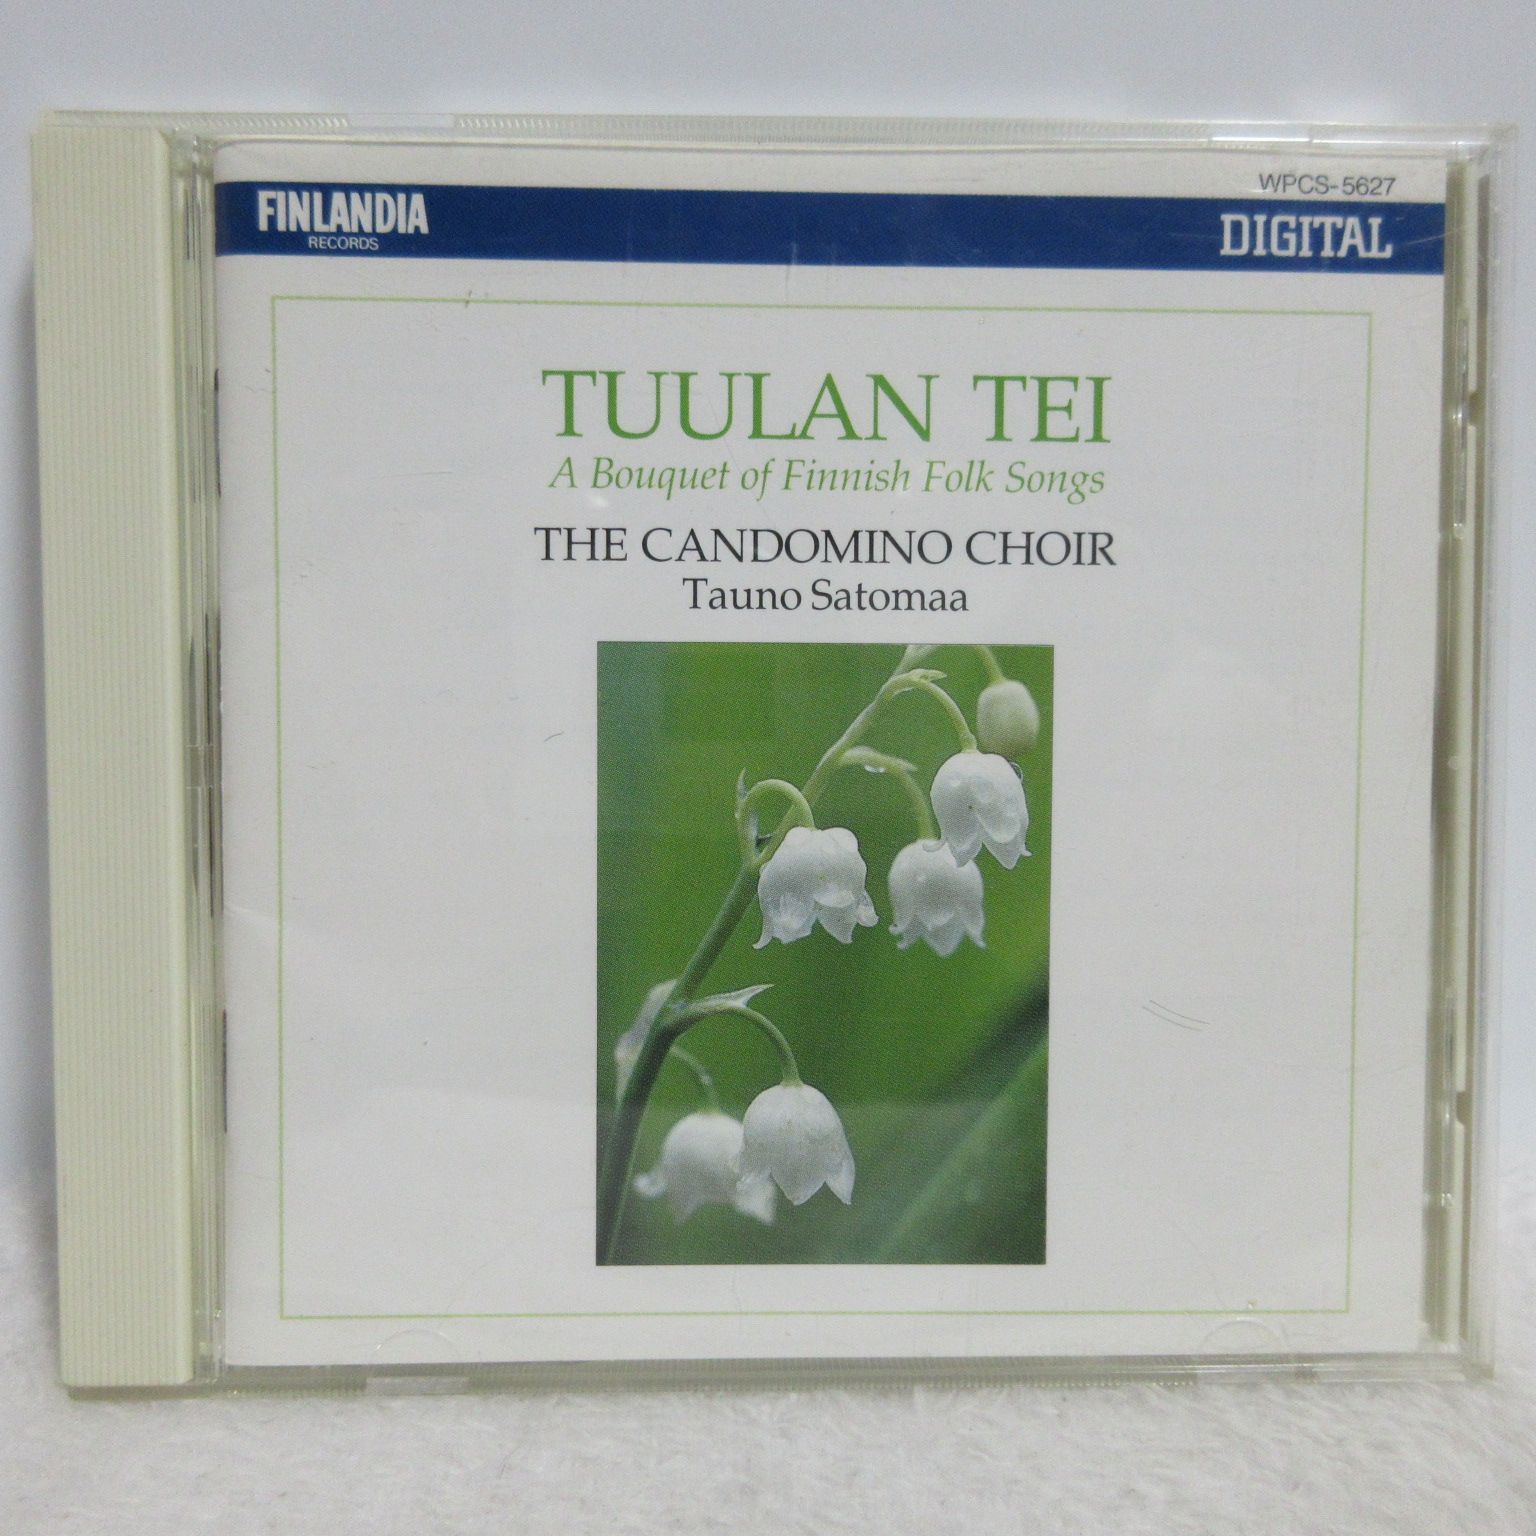 WPCS-5627
FINLANDIA
RECORDS
DIGITAL
TUULAN TEI
A Bouquet of Finnish Folk Songs
THE CANDOMINO CHOIR
Tauno Satomaa